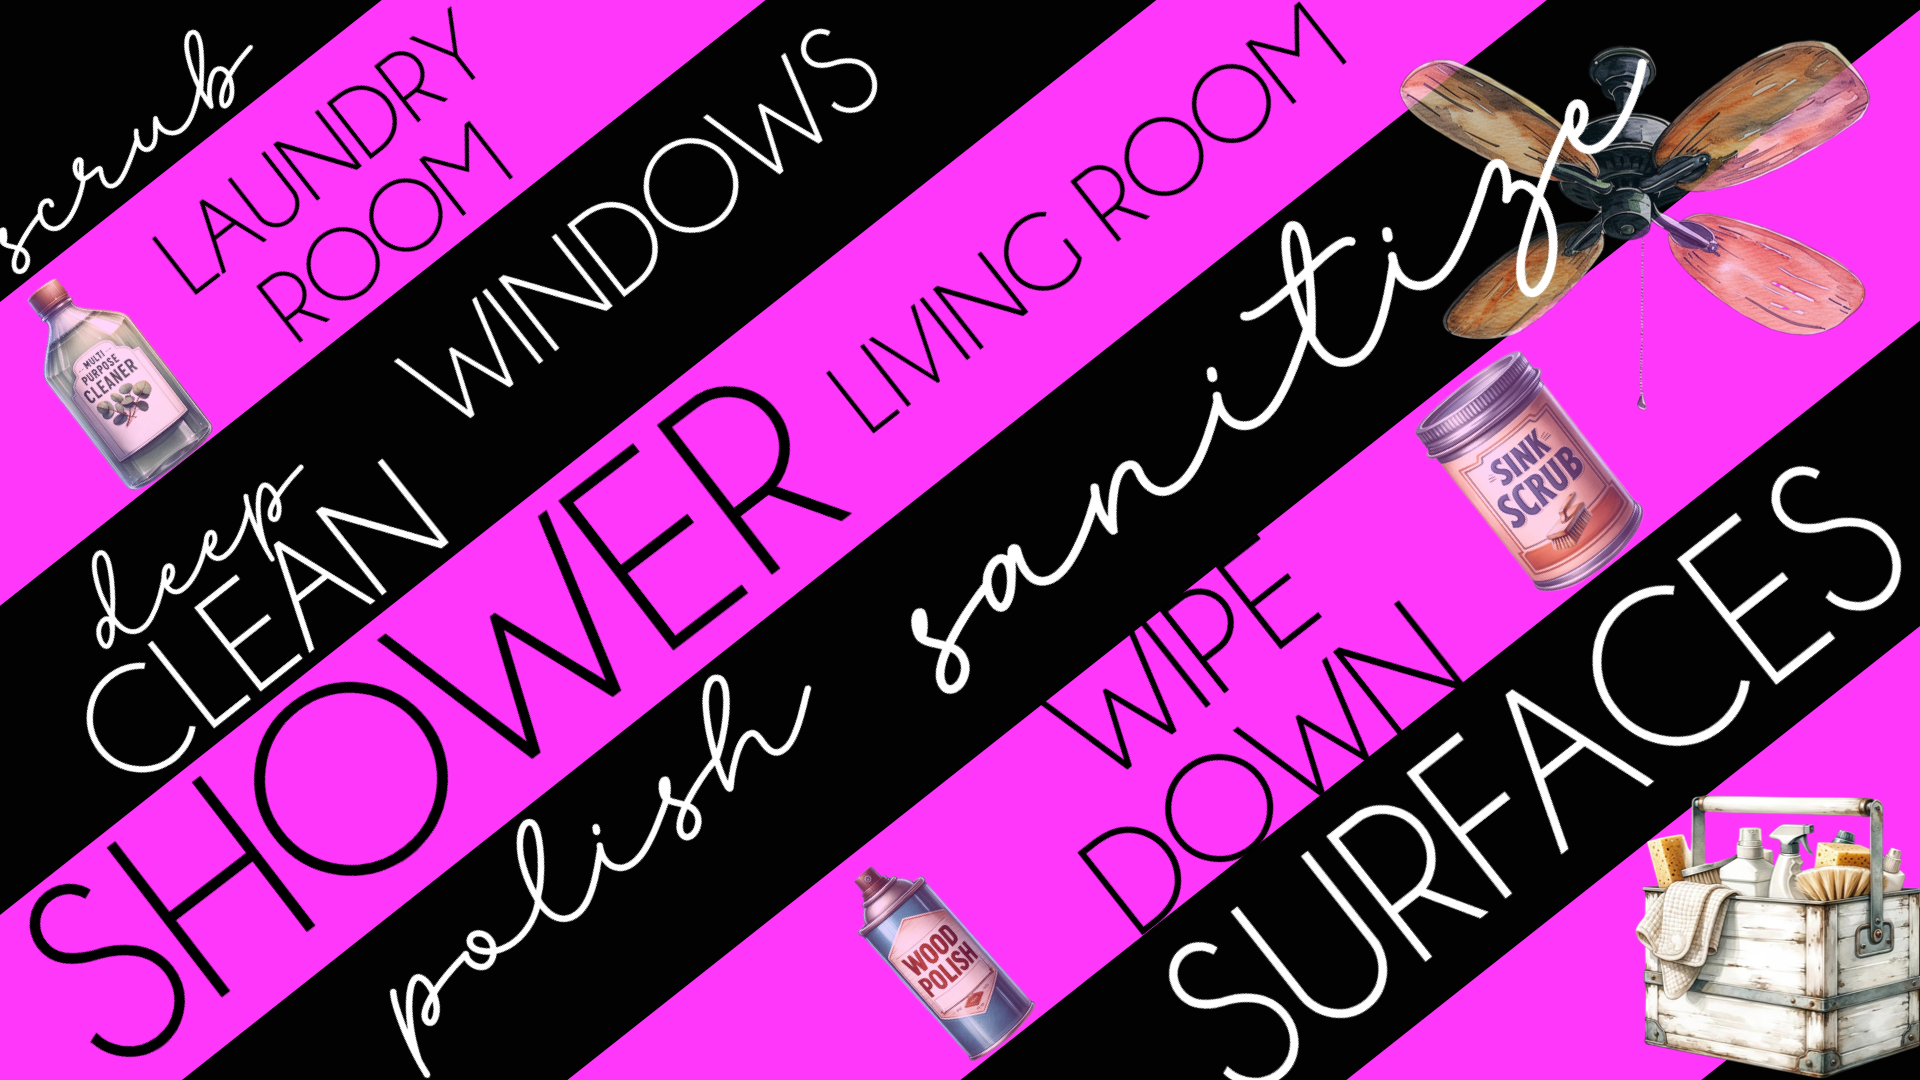 scrub
LAUNDRY
ROOM
MULTI
PURPOSE
CLEANER
WINDOWS
deep
CLEAN
SHOWER
LIVING ROOM
polish
sanitize
WIPE
DOWN
SINK
SCRUB
WOOD
POLISH
SURFACES